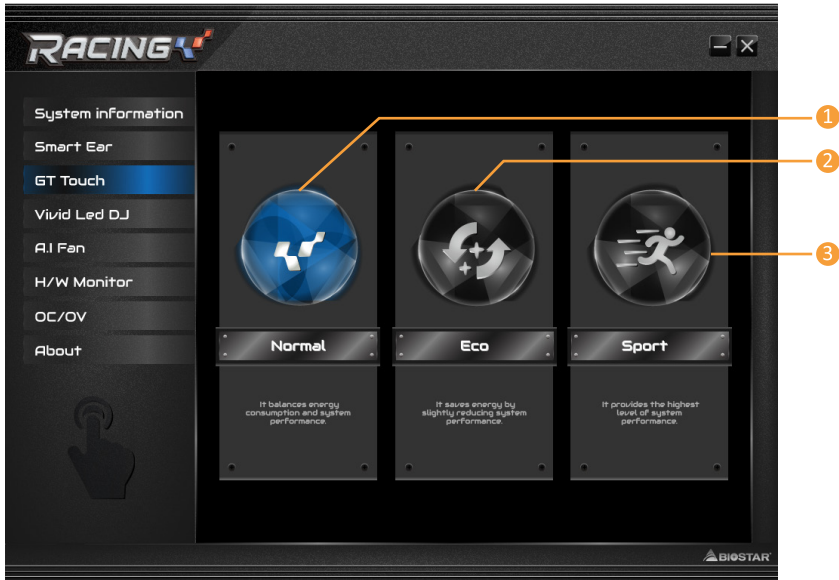 RACING
System information
Smart Ear
GT Touch
Vivid Led DJ
A.I Fan
H/W Monitor
OC/OV
About
Normal
It balances energy
consumption and system
performance.
Eco
It saves energy by
slightly reducing system
performance.
Sport
It provides the highest
level of system
performance.
1
2
3
BIOSTAR